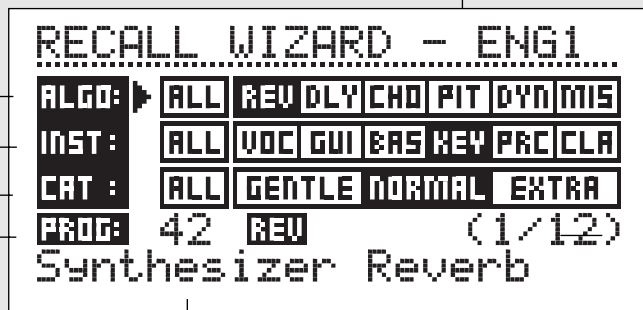 RECALL WIZARD - ENG1
ALGO: ALL REV DLY CHO PIT DYN MIS
INST: ALL VOC GUI BAS KEY PRC CLA
CAT : ALL GENTLE NORMAL EXTRA
PROG: 42 REV (1/12)
Synthesizer Reverb